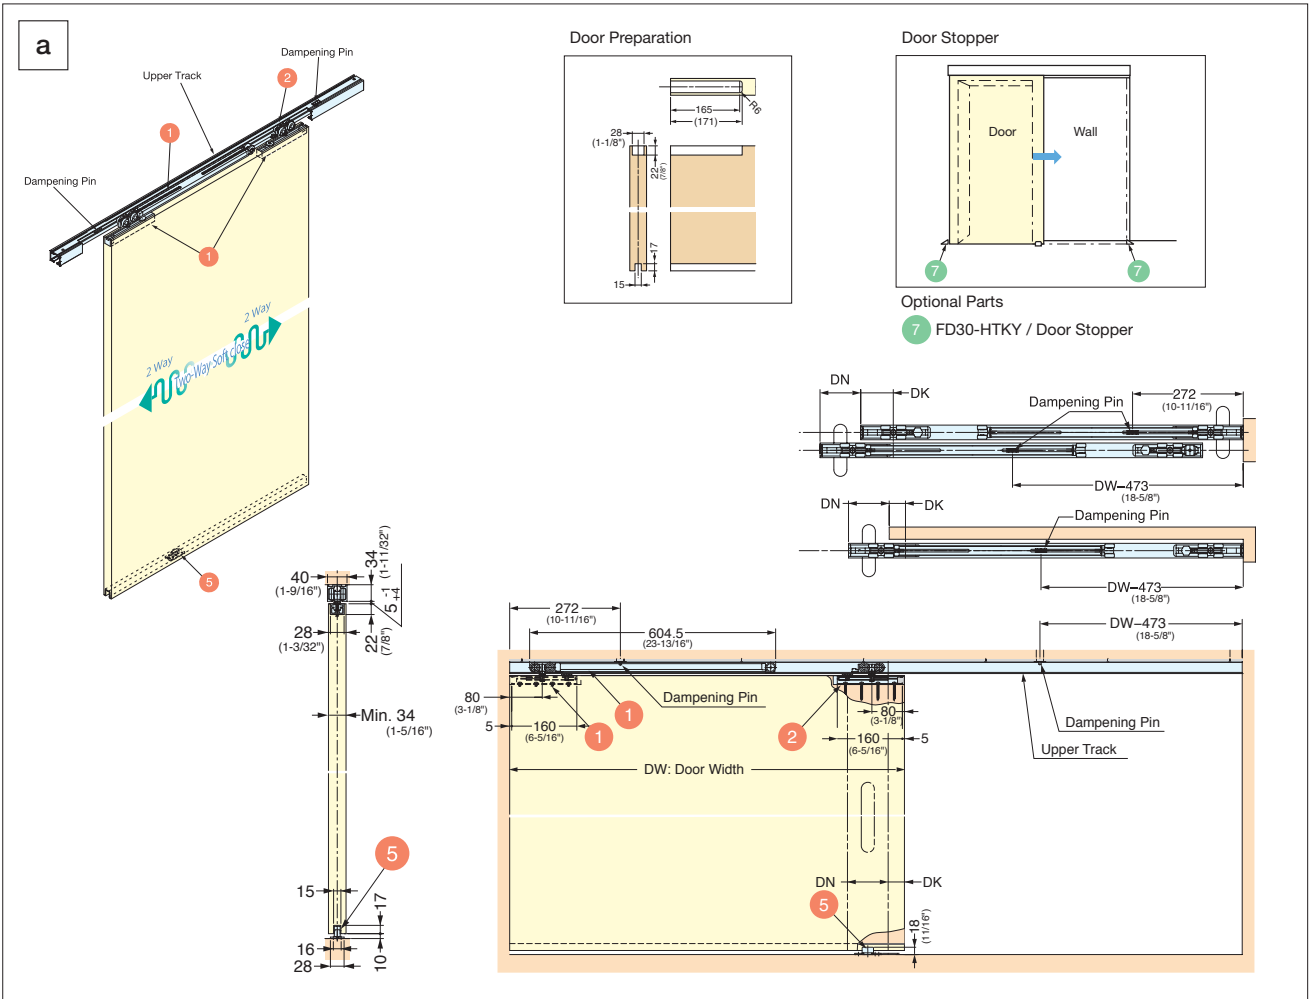 a
Dampening Pin
Upper Track
2
1
Dampening Pin
1
2 Way
Two-Way-Soft close
2 Way
5
Door Preparation
165
(171)
R6
28
(1-1/8")
22
(7/8")
17
15
Door Stopper
Door
Wall
7
7
Optional Parts
7 FD30-HTKY / Door Stopper
DN
DK
Dampening Pin
272
(10-11/16")
DW–473
(18-5/8")
DN
DK
Dampening Pin
DW–473
(18-5/8")
40
(1-9/16")
34
(1-11/32")
5 -1 +4
28
(1-3/32")
22
(7/8")
Min. 34
(1-5/16")
5
15
17
16
28
10
272
(10-11/16")
604.5
(23-13/16")
DW–473
(18-5/8")
80
(3-1/8")
5
160
(6-5/16")
1
1
Dampening Pin
2
80
(3-1/8")
160
(6-5/16")
5
Dampening Pin
Upper Track
DW: Door Width
DN
DK
5
18
(11/16")